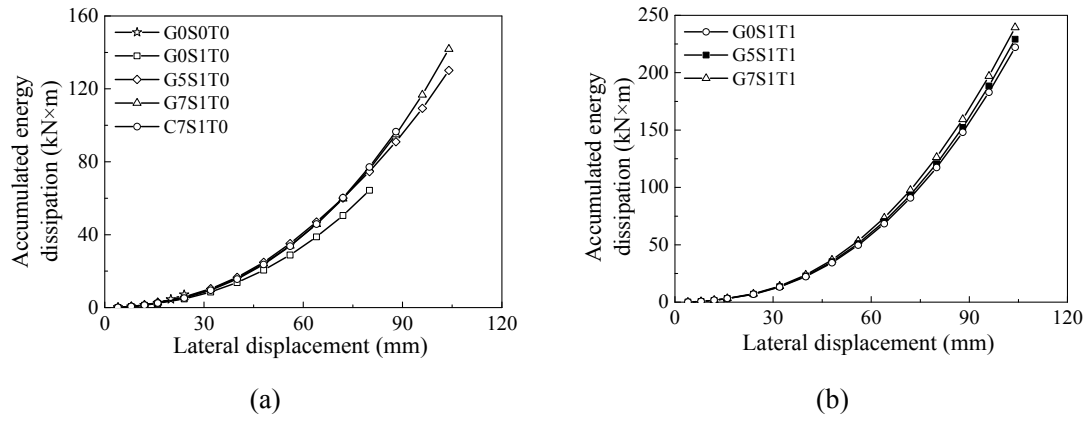 160
120
80
40
0
0
30
60
90
120
Accumulated energy
dissipation (kN×m)
Lateral displacement (mm)
G0S0T0
G0S1T0
G5S1T0
G7S1T0
C7S1T0
(a)
250
200
150
100
50
0
0
30
60
90
120
Accumulated energy
dissipation (kN×m)
Lateral displacement (mm)
G0S1T1
G5S1T1
G7S1T1
(b)